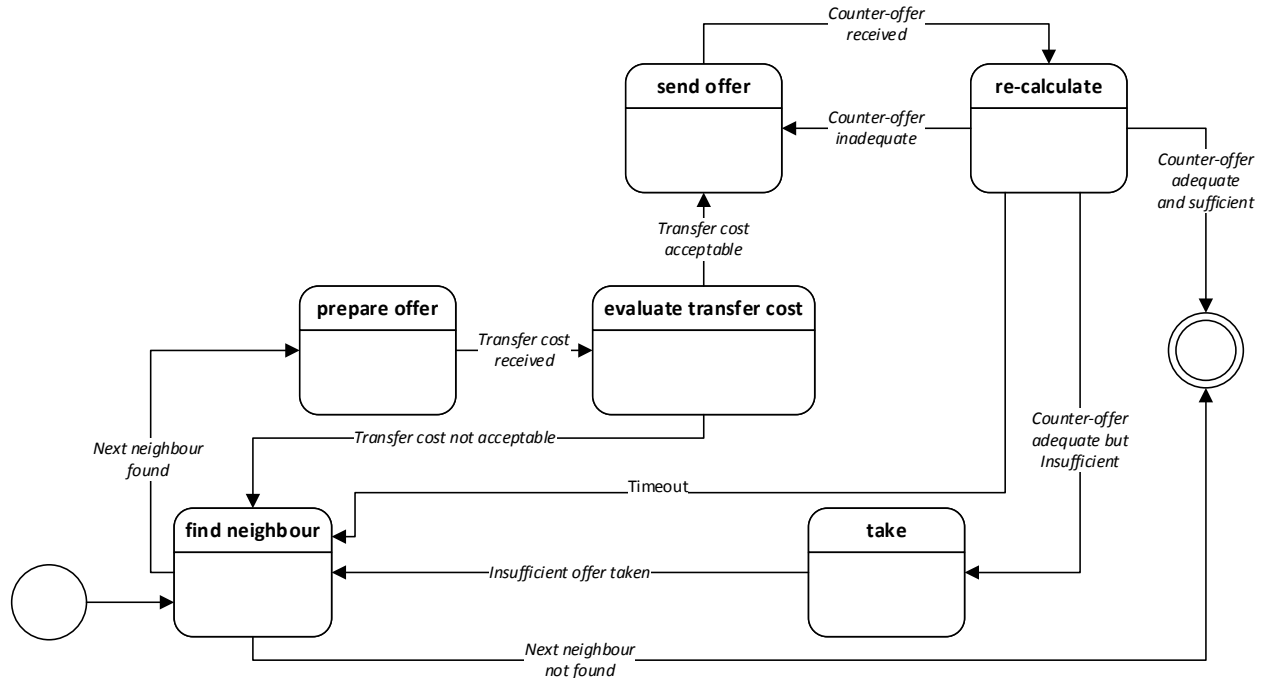 Counter-offer
received
send offer
re-calculate
Counter-offer
inadequate
Counter-offer
adequate
and sufficient
Transfer cost
acceptable
prepare offer
evaluate transfer cost
Transfer cost
received
Next neighbour
found
Transfer cost not acceptable
Counter-offer
adequate but
Insufficient
Timeout
find neighbour
take
Insufficient offer taken
Next neighbour
not found